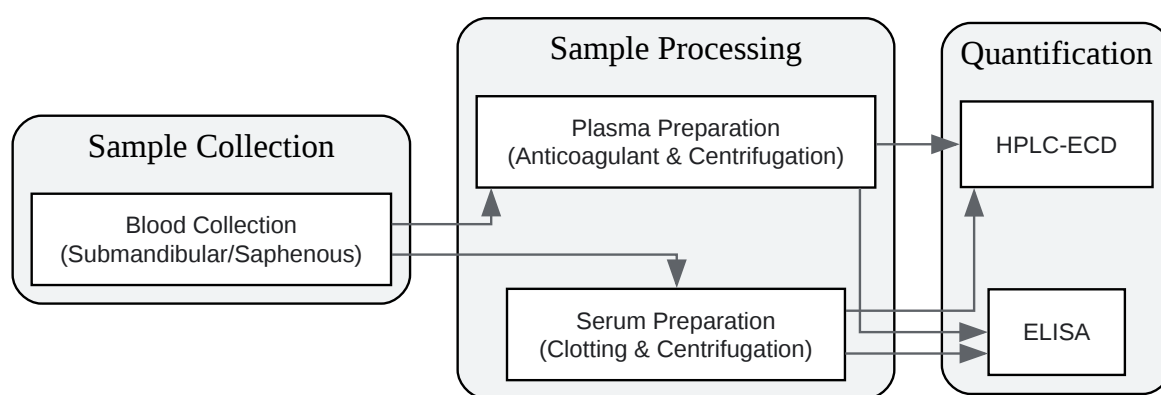 Sample Collection
Blood Collection
(Submandibular/Saphenous)
Sample Processing
Plasma Preparation
(Anticoagulant & Centrifugation)
Serum Preparation
(Clotting & Centrifugation)
Quantification
HPLC-ECD
ELISA